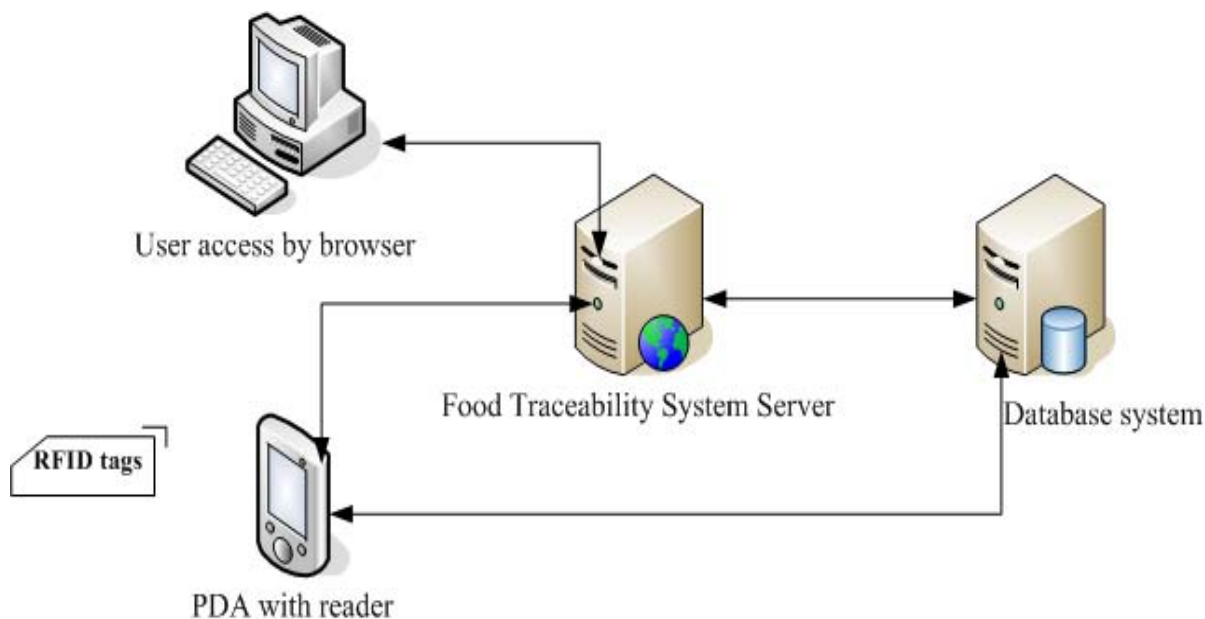 User access by browser
Food Traceability System Server
Database system
RFID tags
PDA with reader